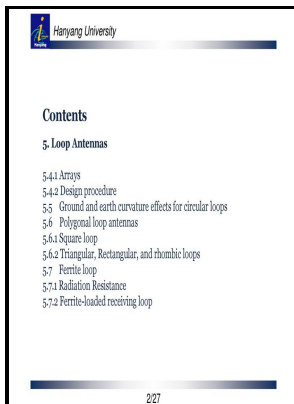 Hanyang University
Hanyang
Contents
5. Loop Antennas
5.4.1 Arrays
5.4.2 Design procedure
5.5 Ground and earth curvature effects for circular loops
5.6 Polygonal loop antennas
5.6.1 Square loop
5.6.2 Triangular, Rectangular, and rhombic loops
5.7 Ferrite loop
5.7.1 Radiation Resistance
5.7.2 Ferrite-loaded receiving loop
2/27